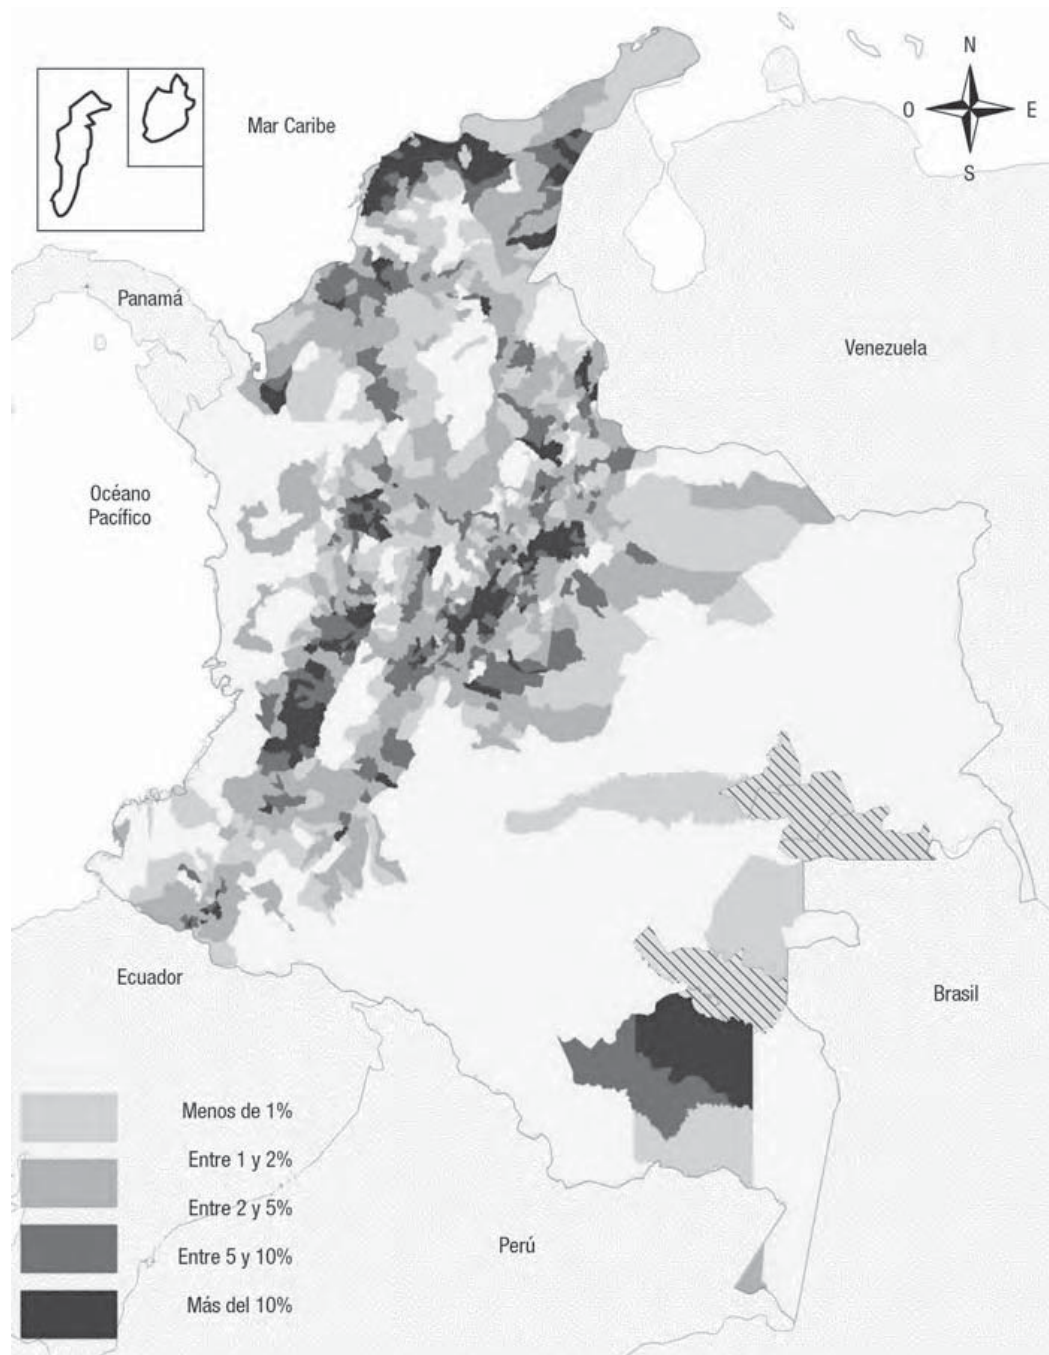 N
O
E
S
Mar Caribe
Panamá
Venezuela
Océano
Pacífico
Ecuador
Brasil
Perú
Menos de 1%
Entre 1 y 2%
Entre 2 y 5%
Entre 5 y 10%
Más del 10%